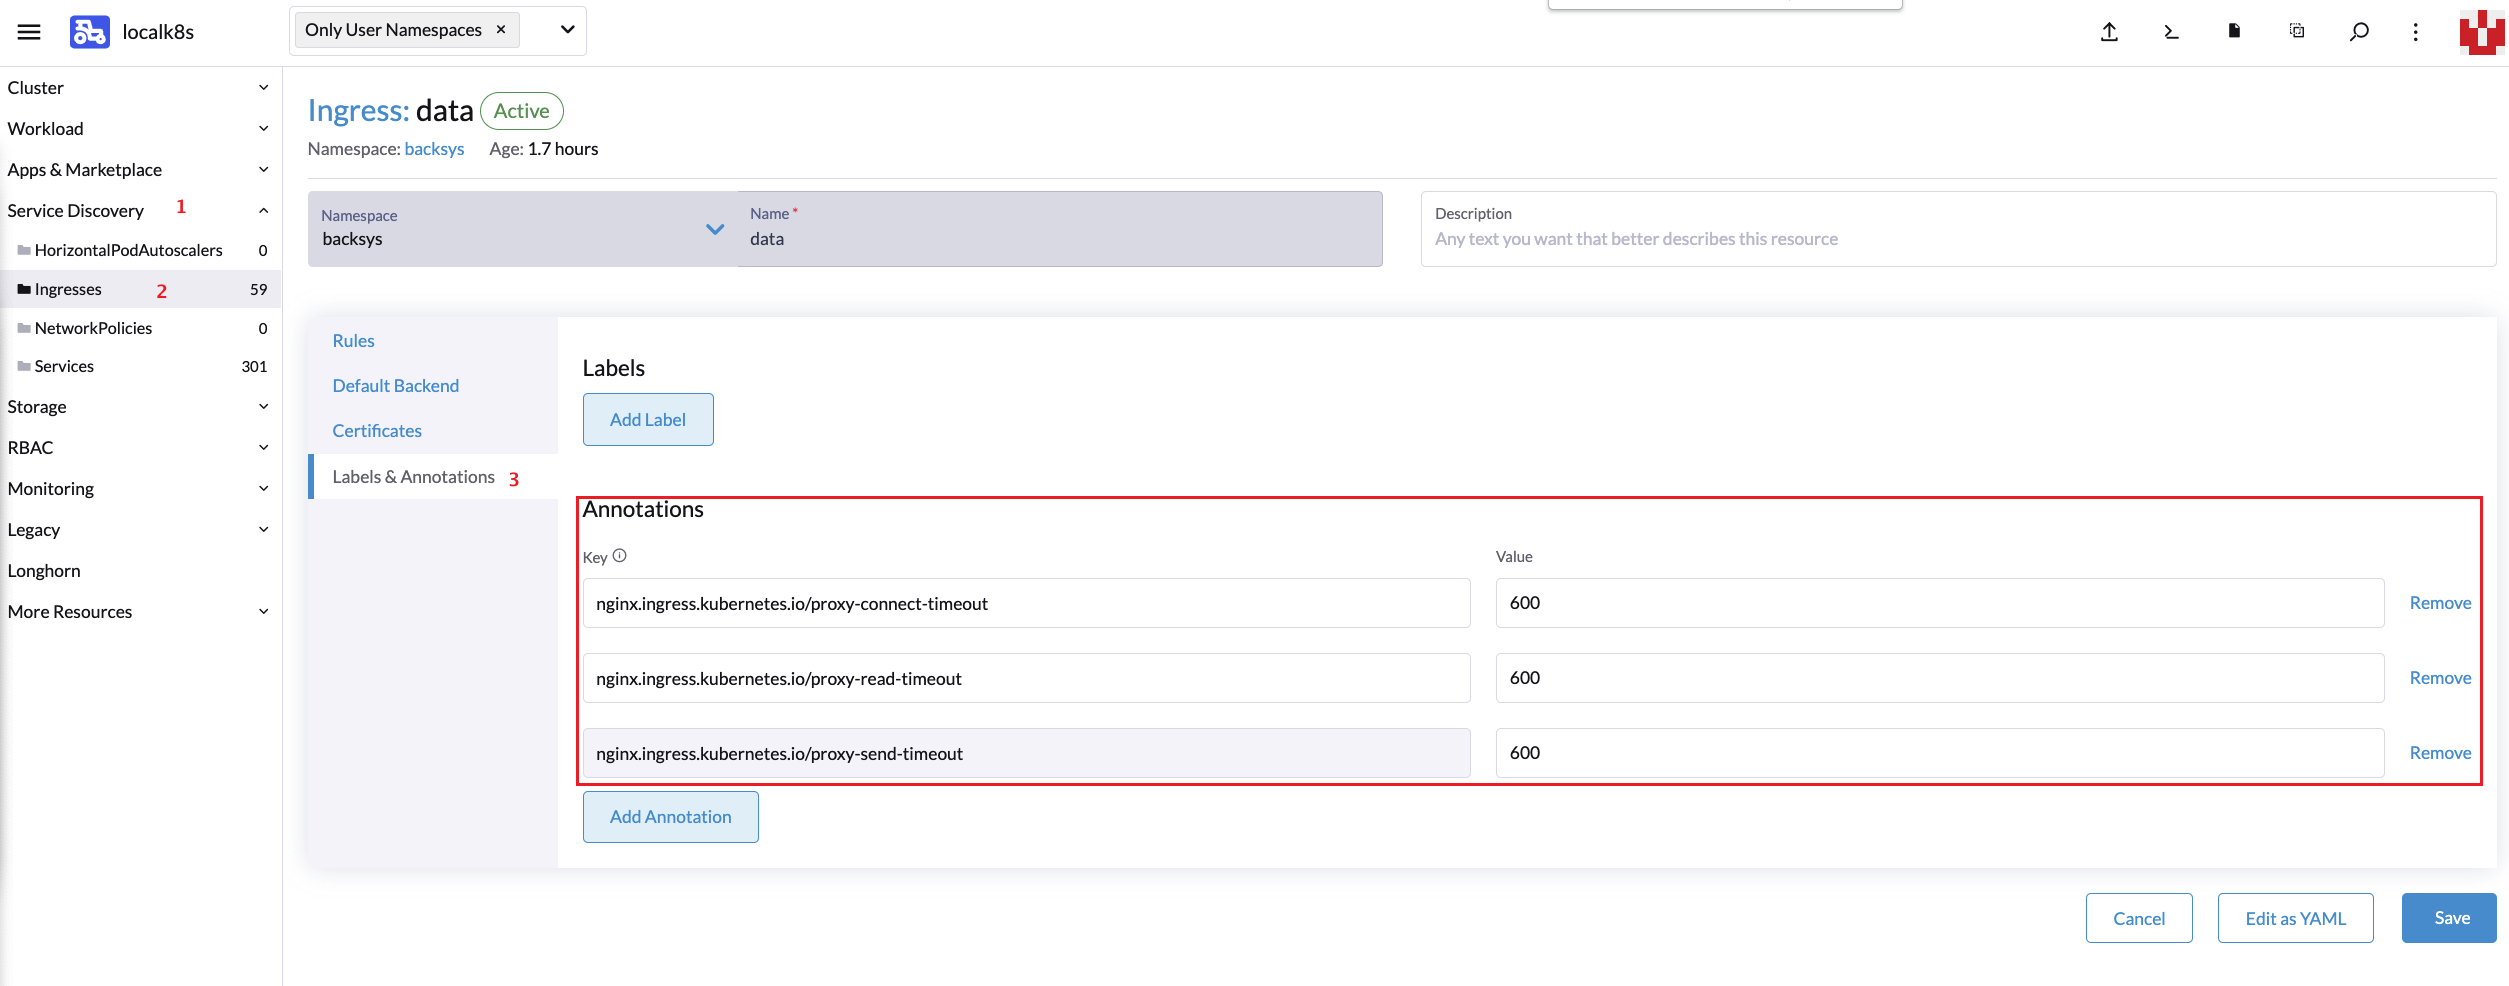 localk8s
Only User Namespaces ×
Cluster
Workload
Apps & Marketplace
Service Discovery 1
HorizontalPodAutoscalers 0
Ingresses 2 59
NetworkPolicies 0
Services 301
Storage
RBAC
Monitoring
Legacy
Longhorn
More Resources
Ingress: data Active
Namespace: backsys Age: 1.7 hours
Namespace
backsys
Name *
data
Description
Any text you want that better describes this resource
Rules
Default Backend
Certificates
Labels & Annotations 3
Labels
Add Label
Annotations
Key Value
nginx.ingress.kubernetes.io/proxy-connect-timeout 600 Remove
nginx.ingress.kubernetes.io/proxy-read-timeout 600 Remove
nginx.ingress.kubernetes.io/proxy-send-timeout 600 Remove
Add Annotation
Cancel Edit as YAML Save